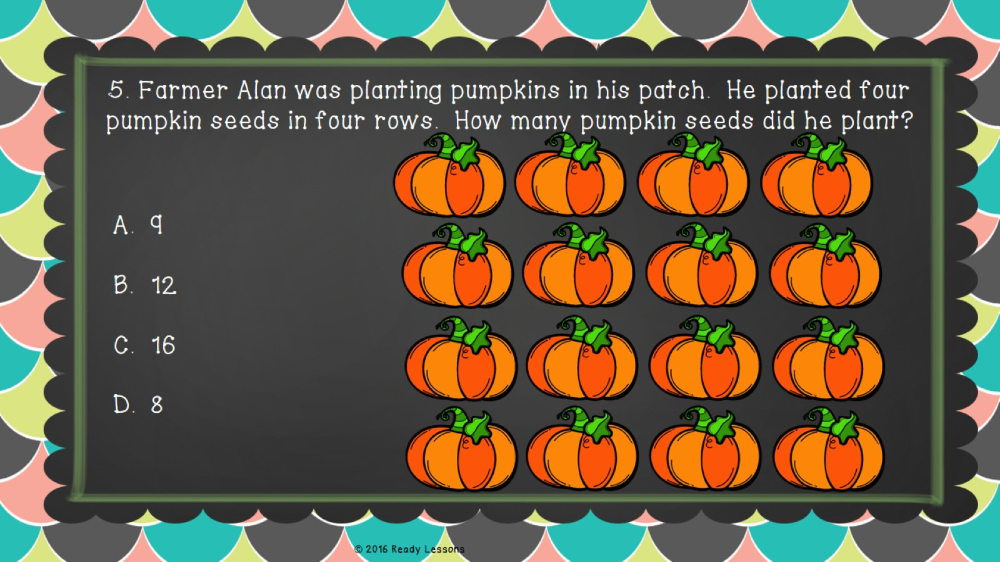 5. Farmer Alan was planting pumpkins in his patch.  He planted four
pumpkin seeds in four rows.  How many pumpkin seeds did he plant?
A. 9
B. 12
C. 16
D. 8
© 2016 Ready Lessons